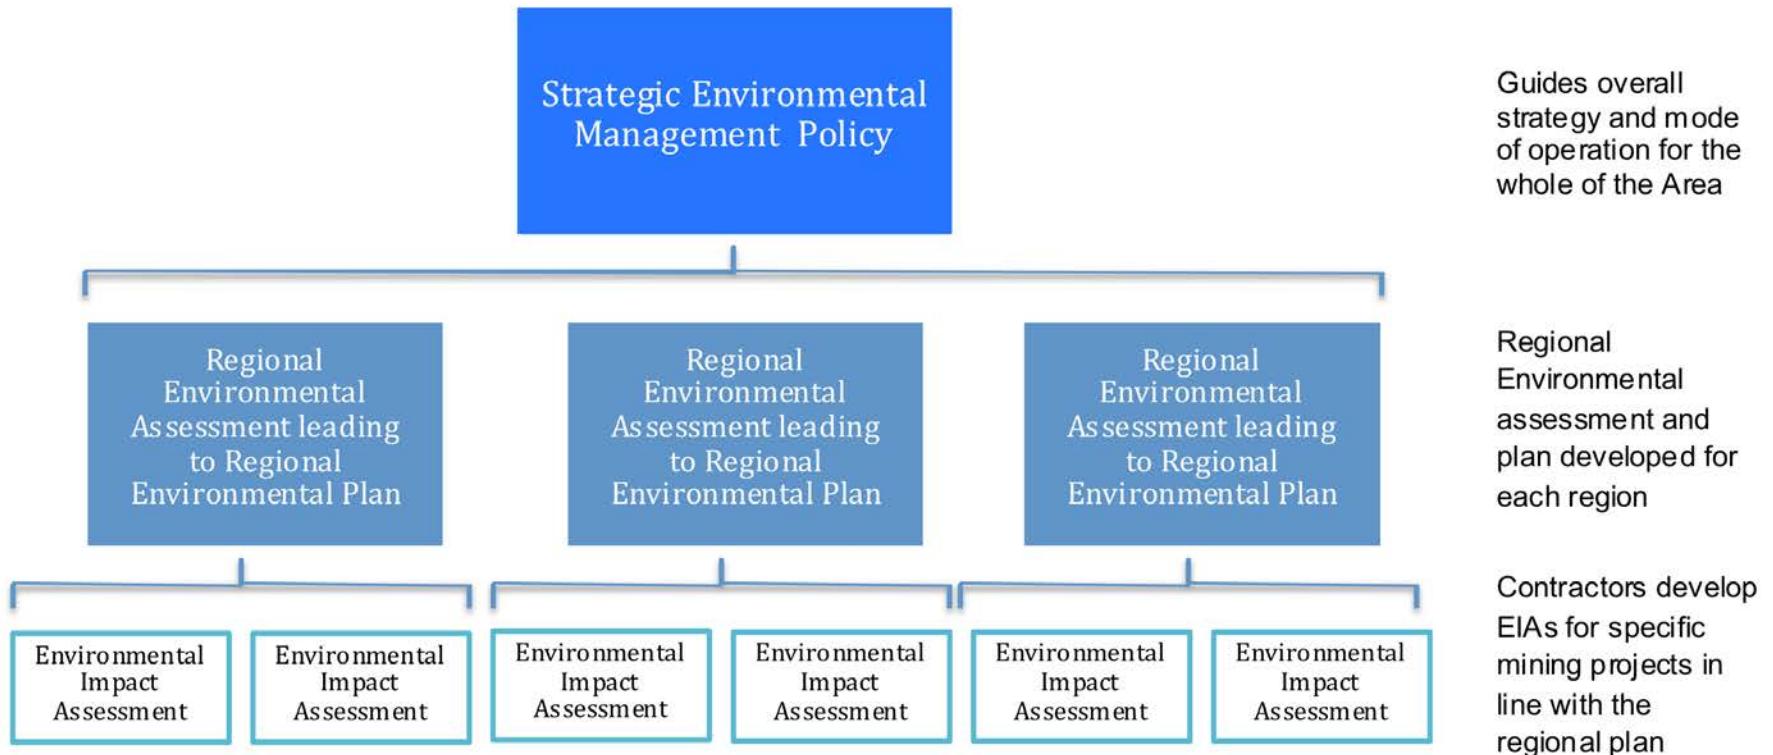 Strategic Environmental
Management Policy
Guides overall
strategy and mode
of operation for the
whole of the Area
Regional
Environmental
Assessment leading
to Regional
Environmental Plan
Regional
Environmental
Assessment leading
to Regional
Environmental Plan
Regional
Environmental
Assessment leading
to Regional
Environmental Plan
Regional
Environmental
assessment and
plan developed for
each region
Environmental
Impact
Assessment
Environmental
Impact
Assessment
Environmental
Impact
Assessment
Environmental
Impact
Assessment
Environmental
Impact
Assessment
Environmental
Impact
Assessment
Contractors develop
EIAs for specific
mining projects in
line with the
regional plan